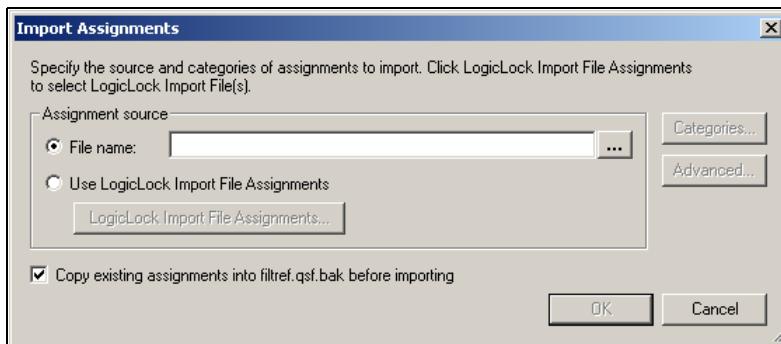 Import Assignments
Specify the source and categories of assignments to import. Click LogicLock Import File Assignments
to select LogicLock Import File(s).
Assignment source
File name:
...
Categories...
Advanced...
Use LogicLock Import File Assignments
LogicLock Import File Assignments...
Copy existing assignments into filtref.qsf.bak before importing
OK
Cancel